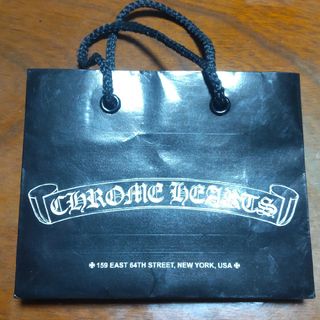 CHROME HEARTS
✠ 159 EAST 64TH STREET, NEW YORK, USA ✠